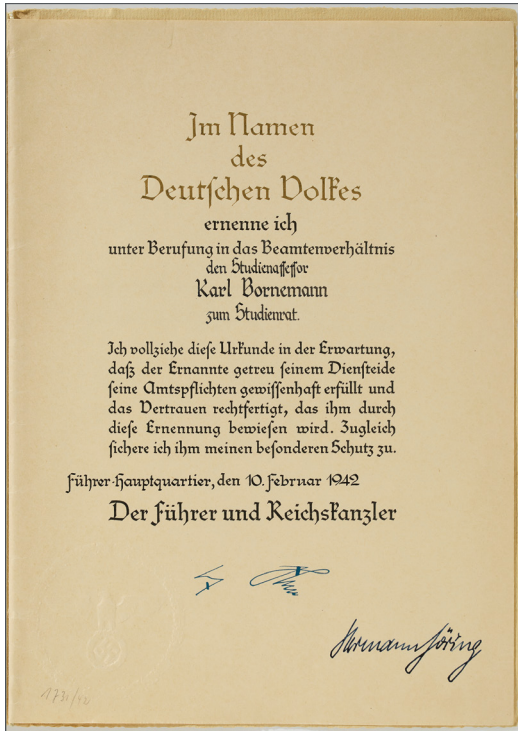 Im Namen
des
Deutschen Volkes
ernenne ich
unter Berufung in das Beamtenverhältnis
den Studienassessor
Karl Bornemann
zum Studienrat.
Ich vollziehe diese Urkunde in der Erwartung,
daß der Ernannte getreu seinem Diensteide
seine Amtspflichten gewissenhaft erfüllt und
das Vertrauen rechtfertigt, das ihm durch
diese Ernennung bewiesen wird. Zugleich
sichere ich ihm meinen besonderen Schutz zu.
Führer-Hauptquartier, den 10. Februar 1942
Der Führer und Reichskanzler
Hermann Göring